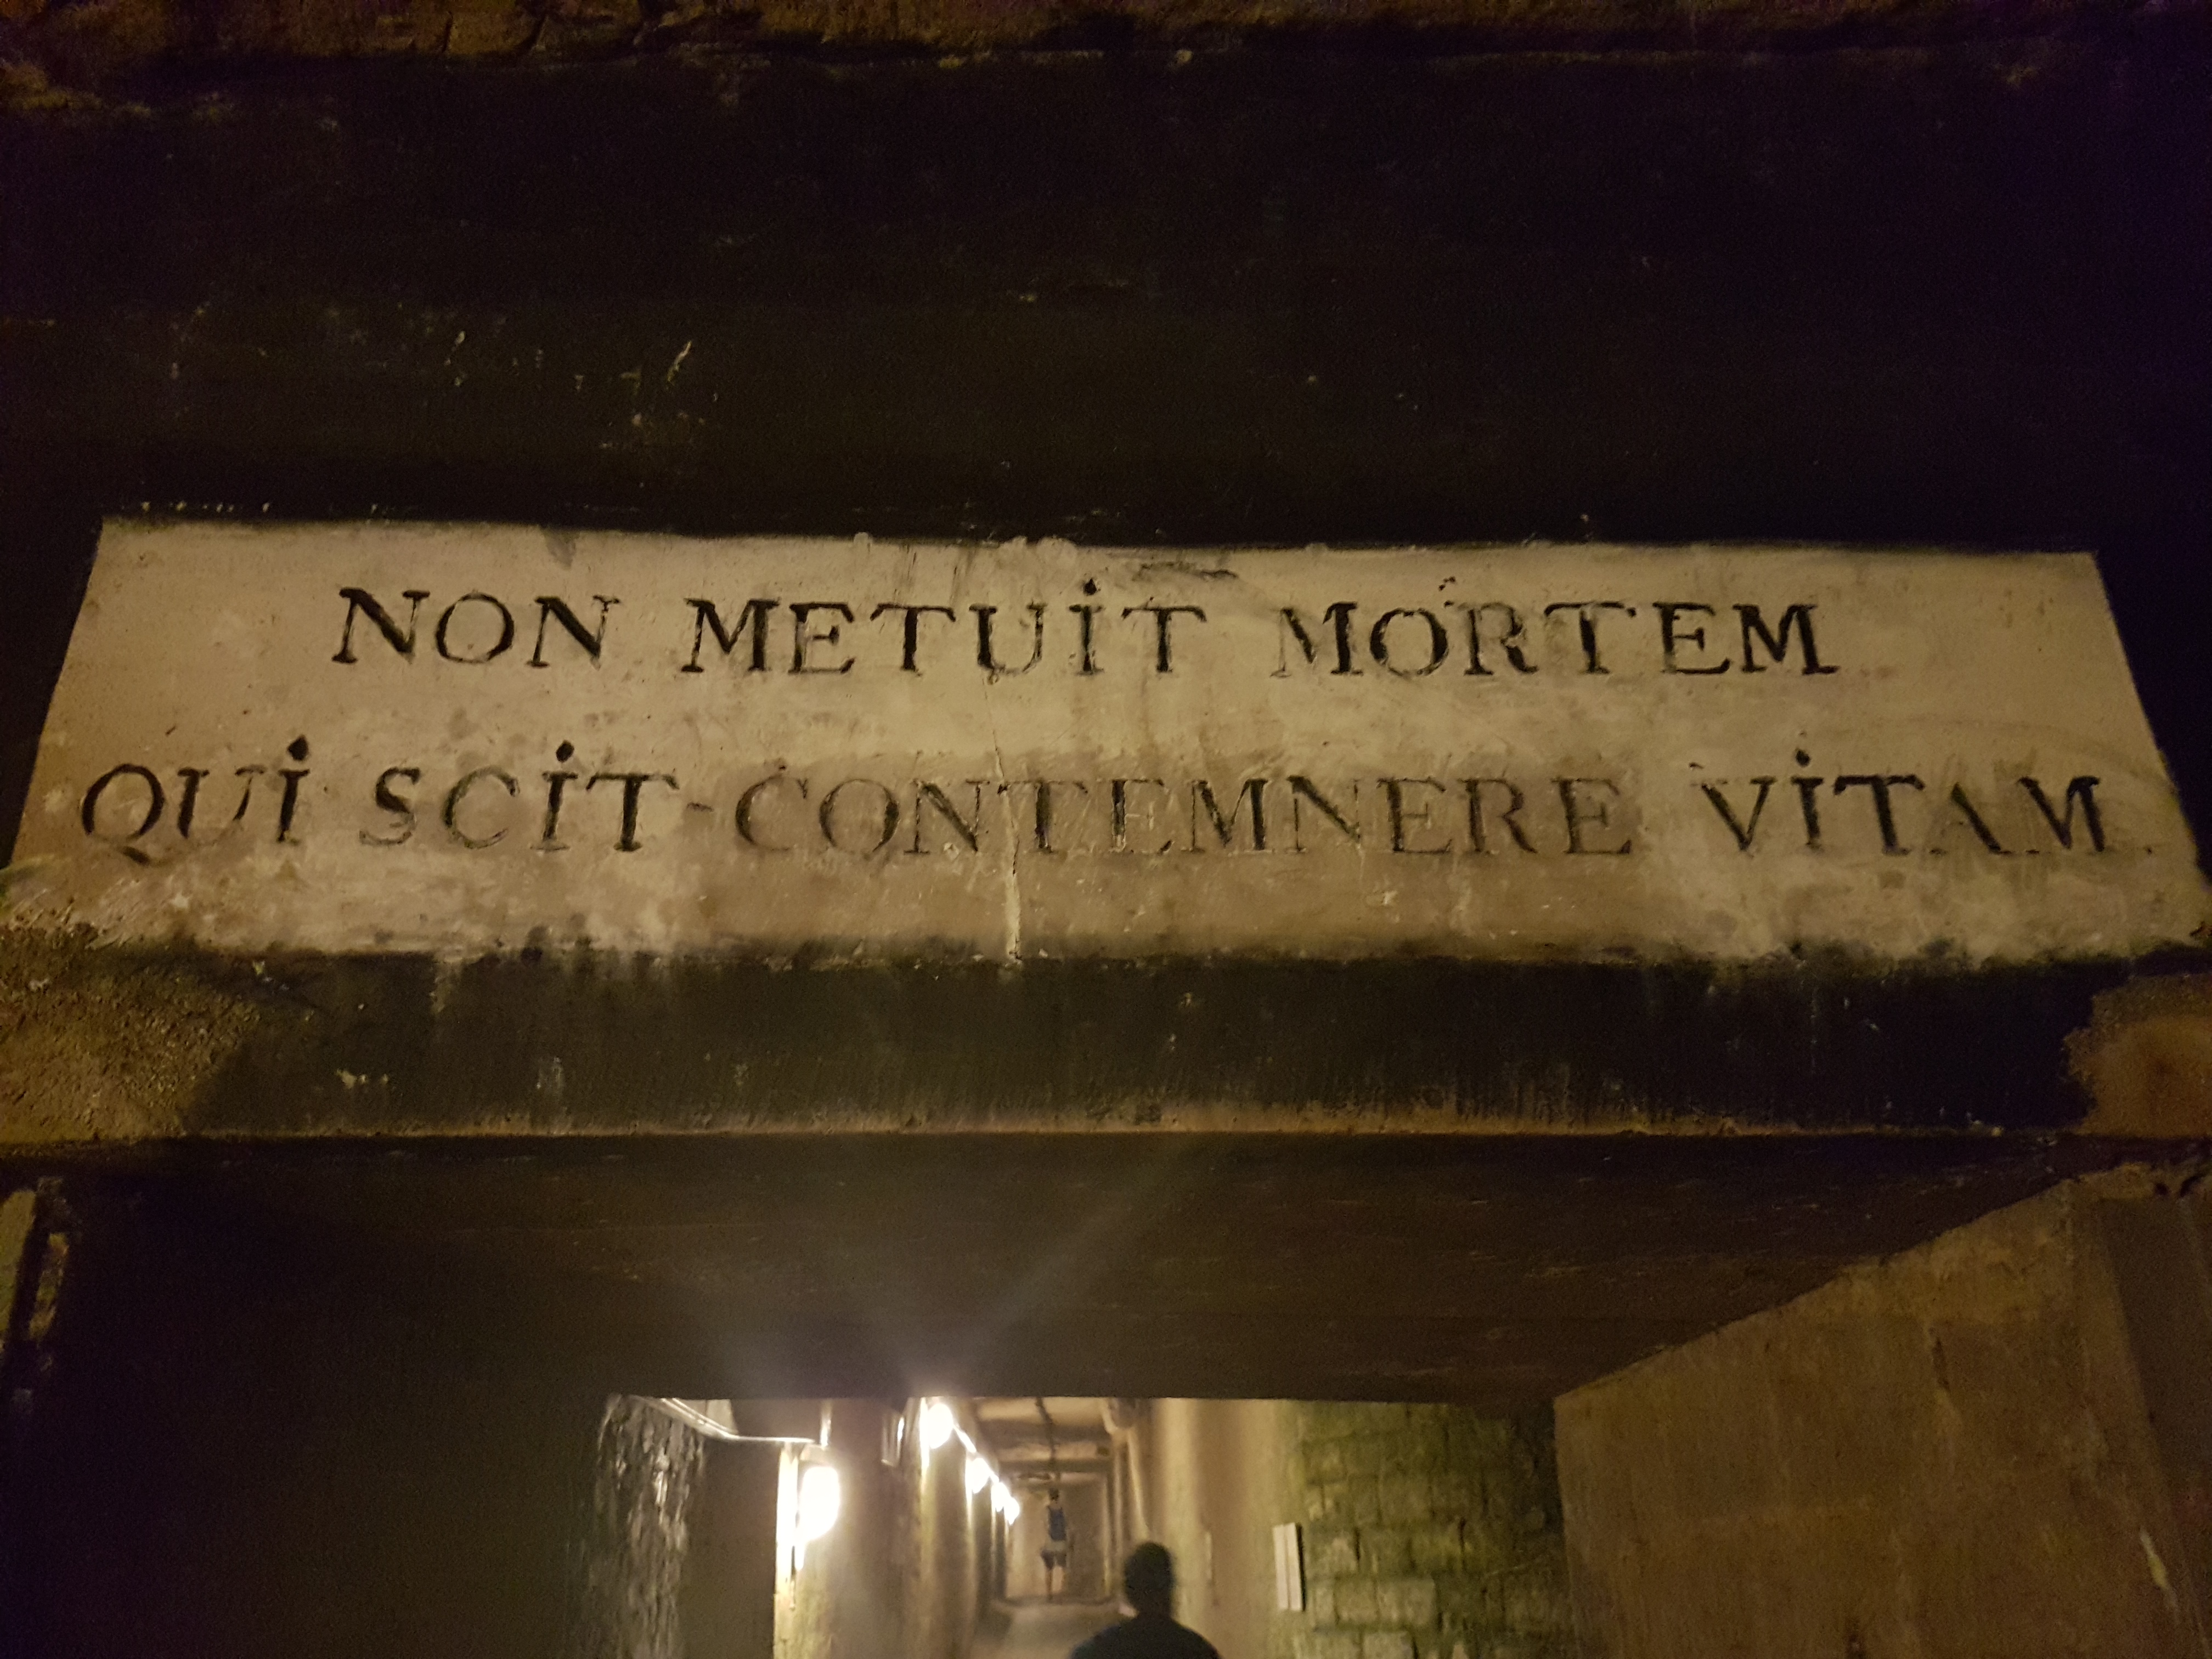 NON METUIT MORTEM
QUI SCIT-CONTEMNERE VITAM.